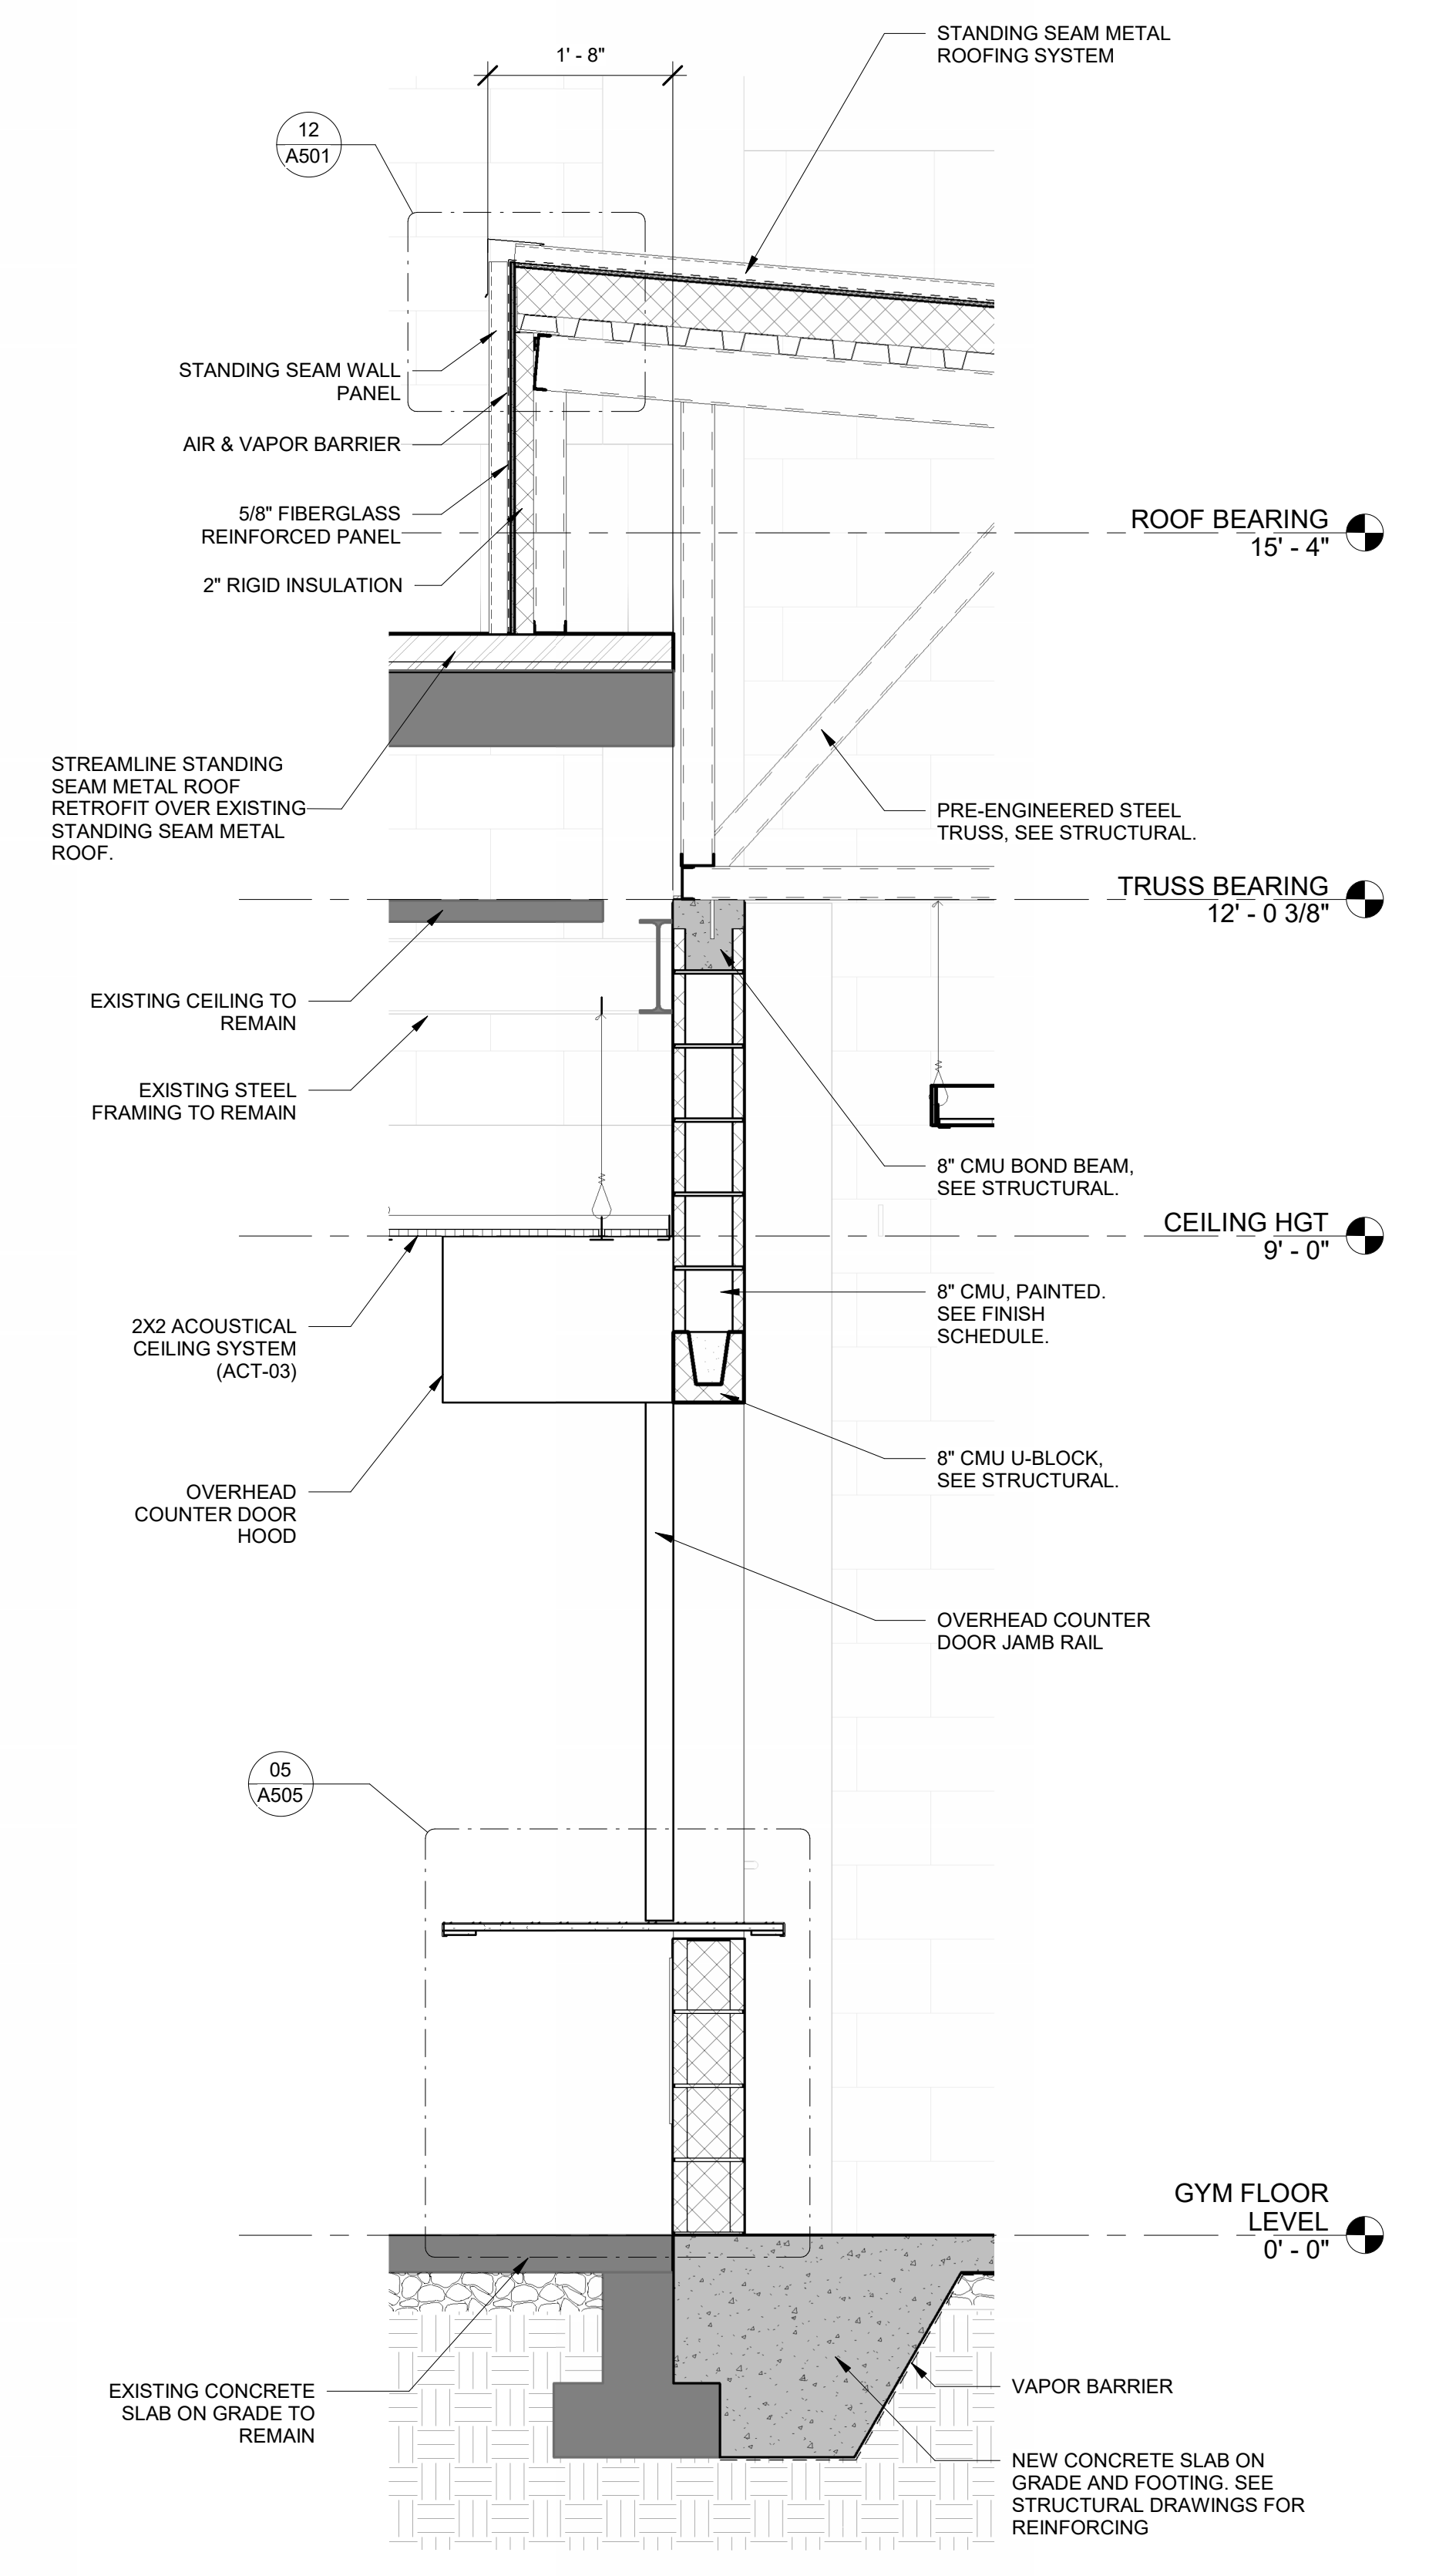 STANDING SEAM METAL
ROOFING SYSTEM
1' - 8"
12
A501
STANDING SEAM WALL
PANEL
AIR & VAPOR BARRIER
5/8" FIBERGLASS
REINFORCED PANEL
ROOF BEARING
15' - 4"
2" RIGID INSULATION
STREAMLINE STANDING
SEAM METAL ROOF
RETROFIT OVER EXISTING
STANDING SEAM METAL
ROOF.
PRE-ENGINEERED STEEL
TRUSS, SEE STRUCTURAL.
TRUSS BEARING
12' - 0 3/8"
EXISTING CEILING TO
REMAIN
EXISTING STEEL
FRAMING TO REMAIN
8" CMU BOND BEAM,
SEE STRUCTURAL.
CEILING HGT
9' - 0"
8" CMU, PAINTED.
SEE FINISH
SCHEDULE.
2X2 ACOUSTICAL
CEILING SYSTEM
(ACT-03)
8" CMU U-BLOCK,
SEE STRUCTURAL.
OVERHEAD
COUNTER DOOR
HOOD
OVERHEAD COUNTER
DOOR JAMB RAIL
05
A505
GYM FLOOR
LEVEL
0' - 0"
VAPOR BARRIER
EXISTING CONCRETE
SLAB ON GRADE TO
REMAIN
NEW CONCRETE SLAB ON
GRADE AND FOOTING. SEE
STRUCTURAL DRAWINGS FOR
REINFORCING